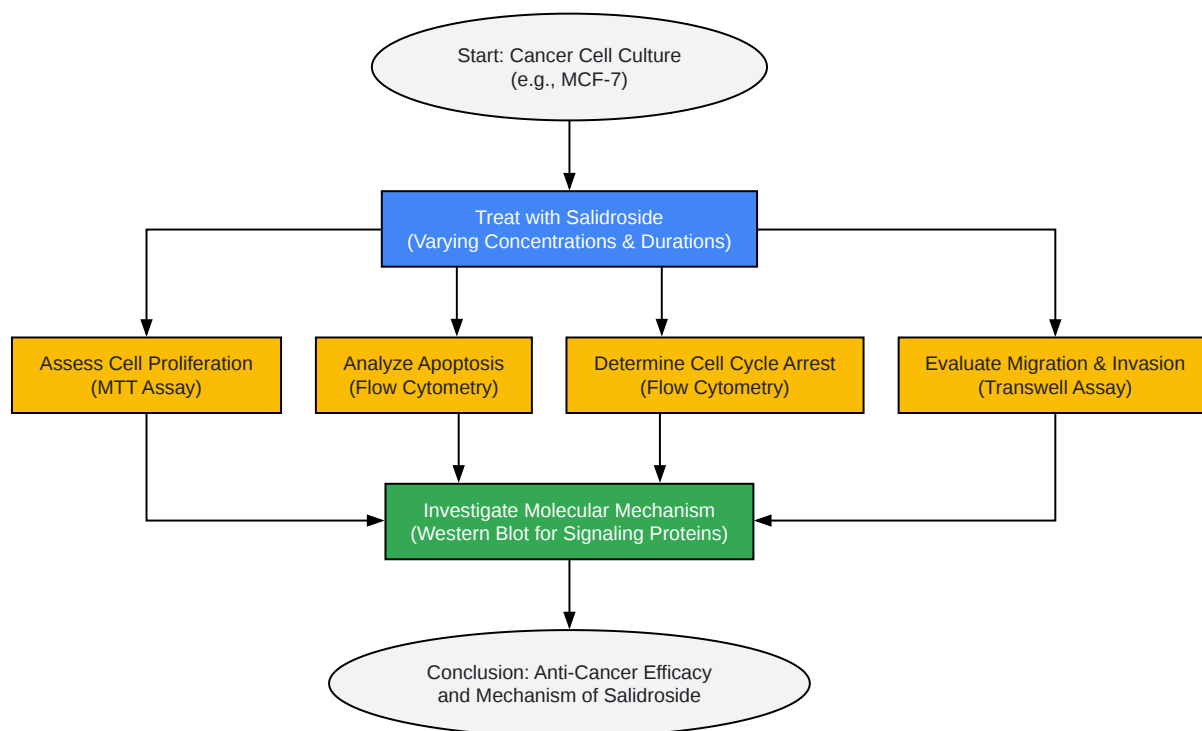 Start: Cancer Cell Culture
(e.g., MCF-7)
Treat with Salidroside
(Varying Concentrations & Durations)
Assess Cell Proliferation
(MTT Assay)
Analyze Apoptosis
(Flow Cytometry)
Determine Cell Cycle Arrest
(Flow Cytometry)
Evaluate Migration & Invasion
(Transwell Assay)
Investigate Molecular Mechanism
(Western Blot for Signaling Proteins)
Conclusion: Anti-Cancer Efficacy
and Mechanism of Salidroside